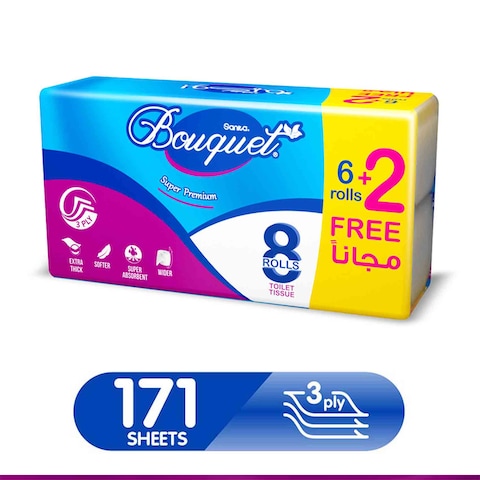 Sanita.
Bouquet®
Super Premium
3 PLY
EXTRA THICK
SOFTER
SUPER ABSORBENT
WIDER
8
ROLLS
TOILET
TISSUE
6+2
rolls
FREE
مجاناً
171
SHEETS
3 ply